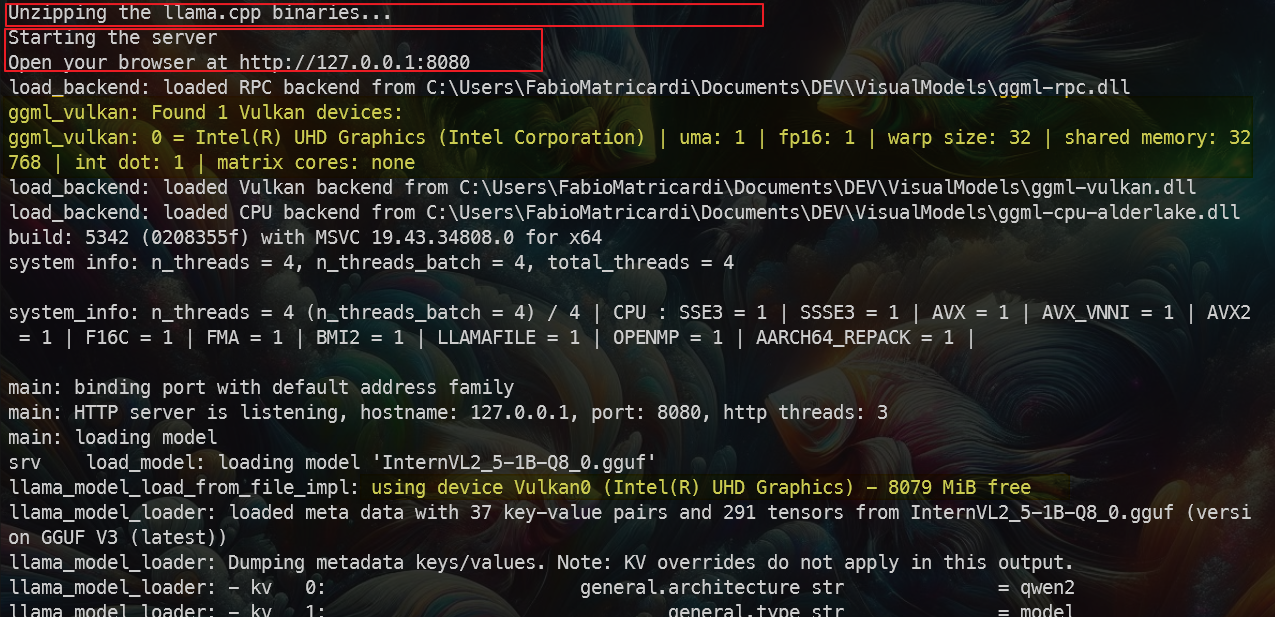 Unzipping the llama.cpp binaries...
Starting the server
Open your browser at http://127.0.0.1:8080
load_backend: loaded RPC backend from C:\Users\FabioMatricardi\Documents\DEV\VisualModels\ggml-rpc.dll
ggml_vulkan: Found 1 Vulkan devices:
ggml_vulkan: 0 = Intel(R) UHD Graphics (Intel Corporation) | uma: 1 | fp16: 1 | warp size: 32 | shared memory: 32
768 | int dot: 1 | matrix cores: none
load_backend: loaded Vulkan backend from C:\Users\FabioMatricardi\Documents\DEV\VisualModels\ggml-vulkan.dll
load_backend: loaded CPU backend from C:\Users\FabioMatricardi\Documents\DEV\VisualModels\ggml-cpu-alderlake.dll
build: 5342 (0208355f) with MSVC 19.43.34808.0 for x64
system info: n_threads = 4, n_threads_batch = 4, total_threads = 4
system_info: n_threads = 4 (n_threads_batch = 4) / 4 | CPU : SSE3 = 1 | SSSE3 = 1 | AVX = 1 | AVX_VNNI = 1 | AVX2
= 1 | F16C = 1 | FMA = 1 | BMI2 = 1 | LLAMAFILE = 1 | OPENMP = 1 | AARCH64_REPACK = 1 |
main: binding port with default address family
main: HTTP server is listening, hostname: 127.0.0.1, port: 8080, http threads: 3
main: loading model
srv    load_model: loading model 'InternVL2_5-1B-Q8_0.gguf'
llama_model_load_from_file_impl: using device Vulkan0 (Intel(R) UHD Graphics) - 8079 MiB free
llama_model_loader: loaded meta data with 37 key-value pairs and 291 tensors from InternVL2_5-1B-Q8_0.gguf (versi
on GGUF V3 (latest))
llama_model_loader: Dumping metadata keys/values. Note: KV overrides do not apply in this output.
llama_model_loader: - kv   0:                       general.architecture str              = qwen2
llama_model_loader: - kv   1:                               general.type str              = model